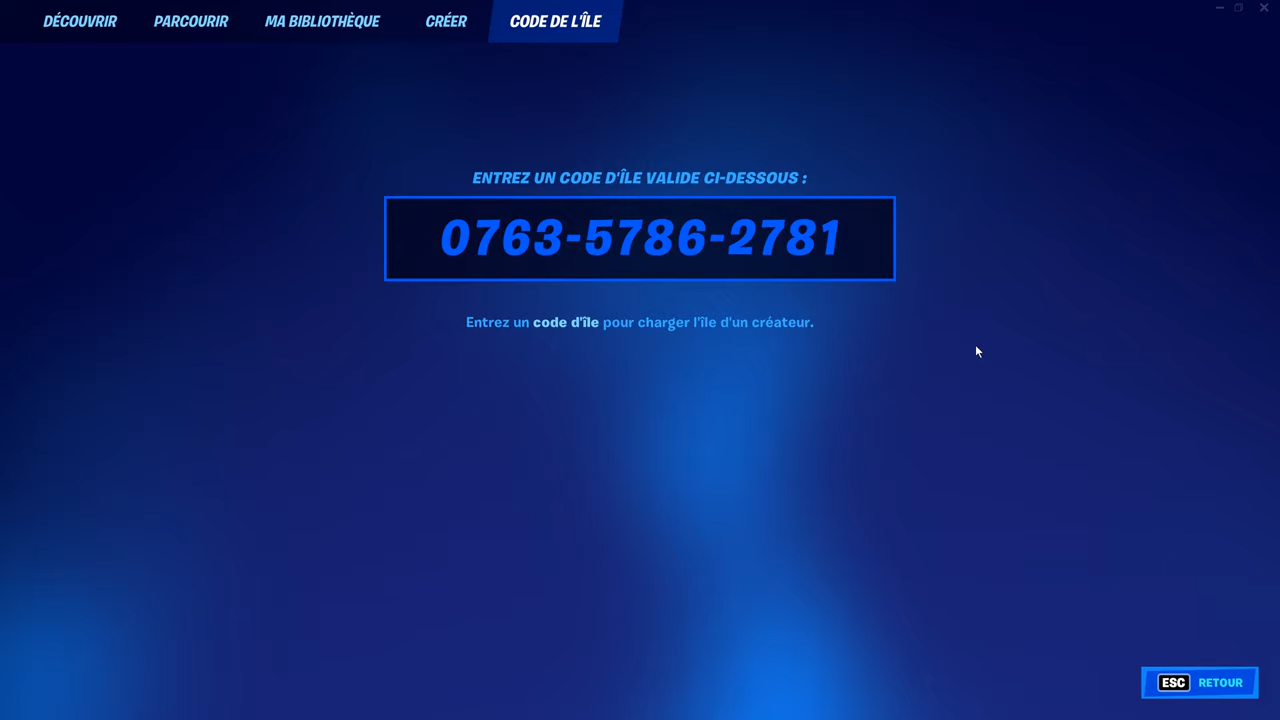 DÉCOUVRIR PARCOURIR MA BIBLIOTHÈQUE CRÉER CODE DE L'ÎLE
ENTREZ UN CODE D'ÎLE VALIDE CI-DESSOUS :
0763-5786-2781
Entrez un code d'île pour charger l'île d'un créateur.
ESC RETOUR